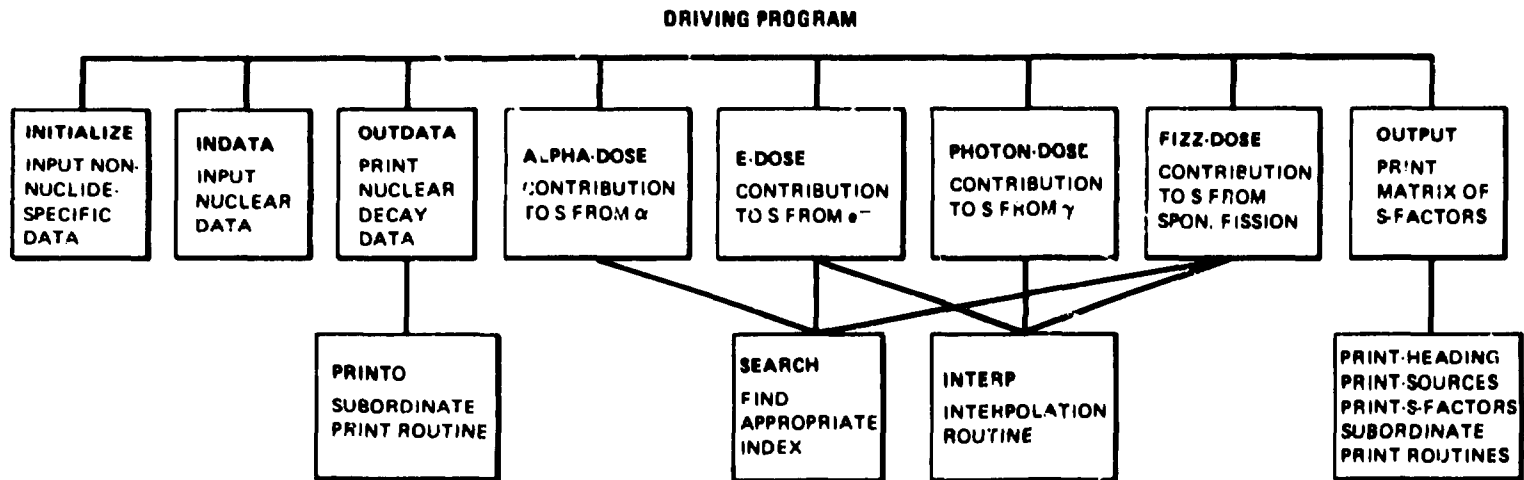 DRIVING PROGRAM
INITIALIZE
INPUT NON-
NUCLIDE-
SPECIFIC
DATA
INDATA
INPUT
NUCLEAR
DATA
OUTDATA
PRINT
NUCLEAR
DECAY
DATA
ALPHA-DOSE
CONTRIBUTION
TO S FROM α
E-DOSE
CONTRIBUTION
TO S FROM e⁻
PHOTON-DOSE
CONTRIBUTION
TO S FROM γ
FIZZ-DOSE
CONTRIBUTION
TO S FROM
SPON. FISSION
OUTPUT
PRINT
MATRIX OF
S-FACTORS
PRINTO
SUBORDINATE
PRINT ROUTINE
SEARCH
FIND
APPROPRIATE
INDEX
INTERP
INTERPOLATION
ROUTINE
PRINT-HEADING
PRINT-SOURCES
PRINT-S-FACTORS
SUBORDINATE
PRINT ROUTINES